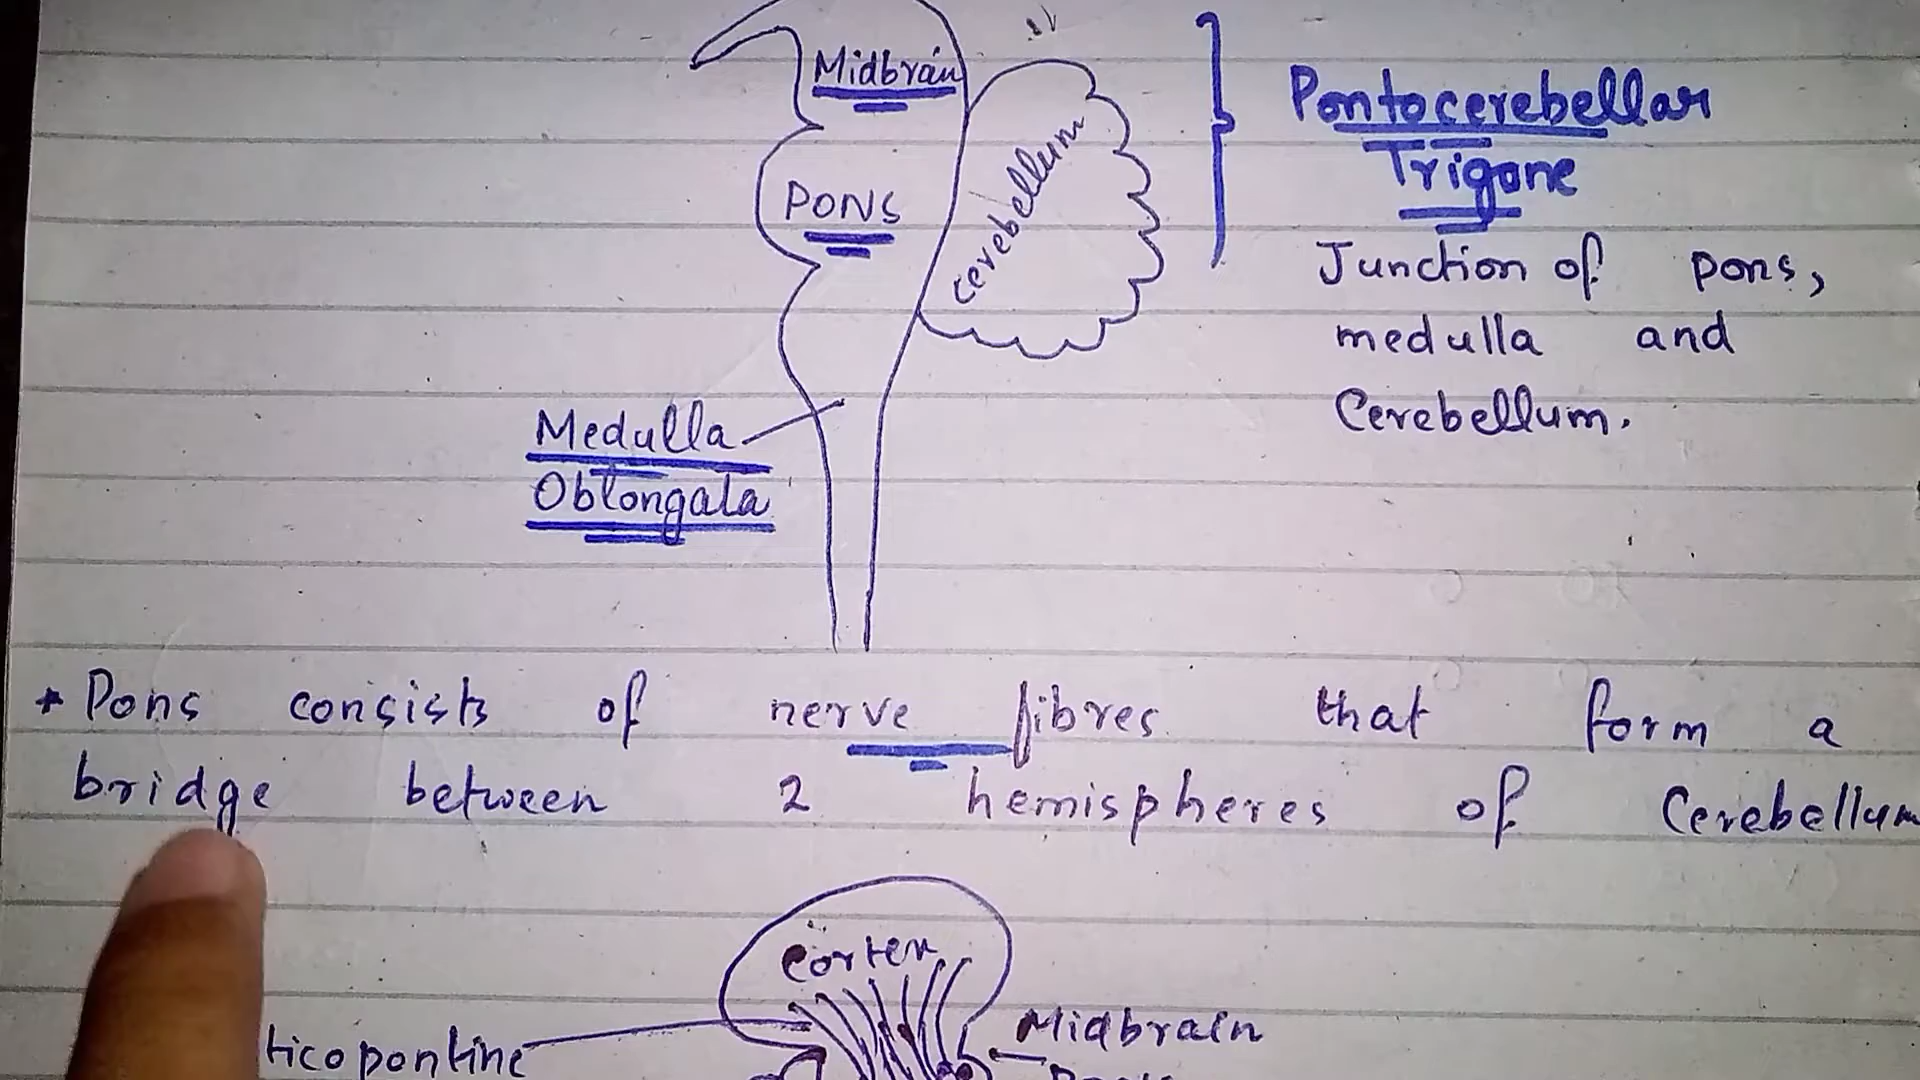 Midbrain
PONS
cerebellum
Medulla
Oblongata
Pontocerebellar
Trigone
Junction of pons,
medulla and
Cerebellum.
* Pons consists of nerve fibres that form a
bridge between 2 hemispheres of Cerebellum
Cortex
ticopontine
Midbrain